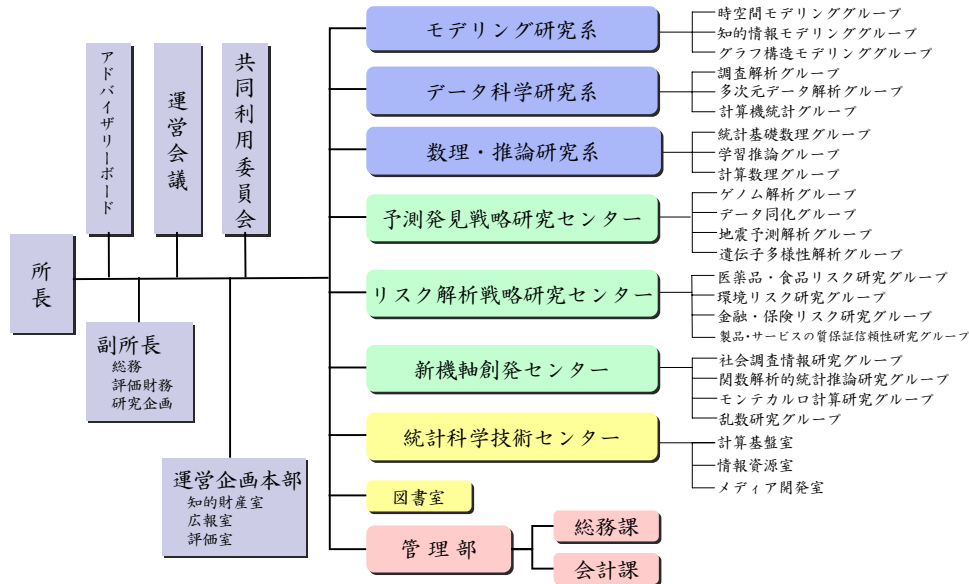 アドバイザリーボード
運営会議
共同利用委員会
所長
副所長
総務
評価財務
研究企画
運営企画本部
知的財産室
広報室
評価室
モデリング研究系
時空間モデリンググループ
知的情報モデリンググループ
グラフ構造モデリンググループ
データ科学研究系
調査解析グループ
多次元データ解析グループ
計算機統計グループ
数理・推論研究系
統計基礎数理グループ
学習推論グループ
計算数理グループ
予測発見戦略研究センター
ゲノム解析グループ
データ同化グループ
地震予測解析グループ
遺伝子多様性解析グループ
リスク解析戦略研究センター
医薬品・食品リスク研究グループ
環境リスク研究グループ
金融・保険リスク研究グループ
製品・サービスの質保証信頼性研究グループ
新機軸創発センター
社会調査情報研究グループ
関数解析的統計推論研究グループ
モンテカルロ計算研究グループ
乱数研究グループ
統計科学技術センター
計算基盤室
情報資源室
メディア開発室
図書室
管理部
総務課
会計課